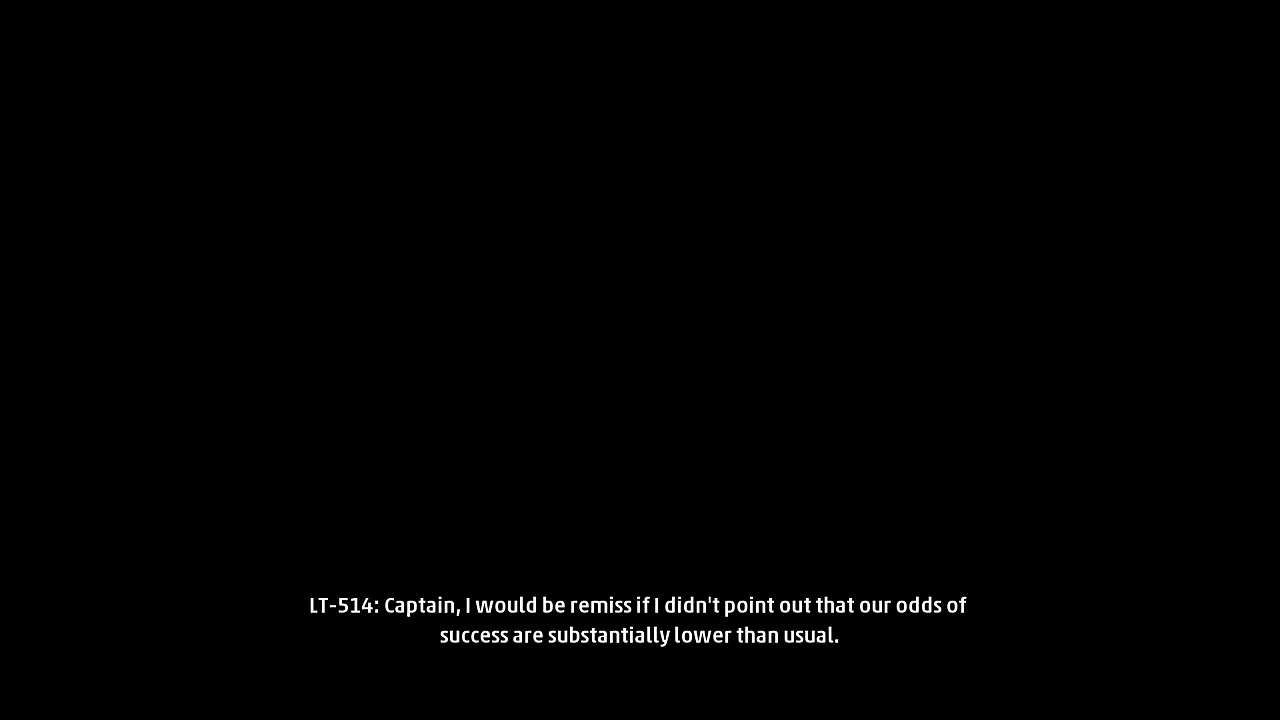 LT-514: Captain, I would be remiss if I didn't point out that our odds of
success are substantially lower than usual.